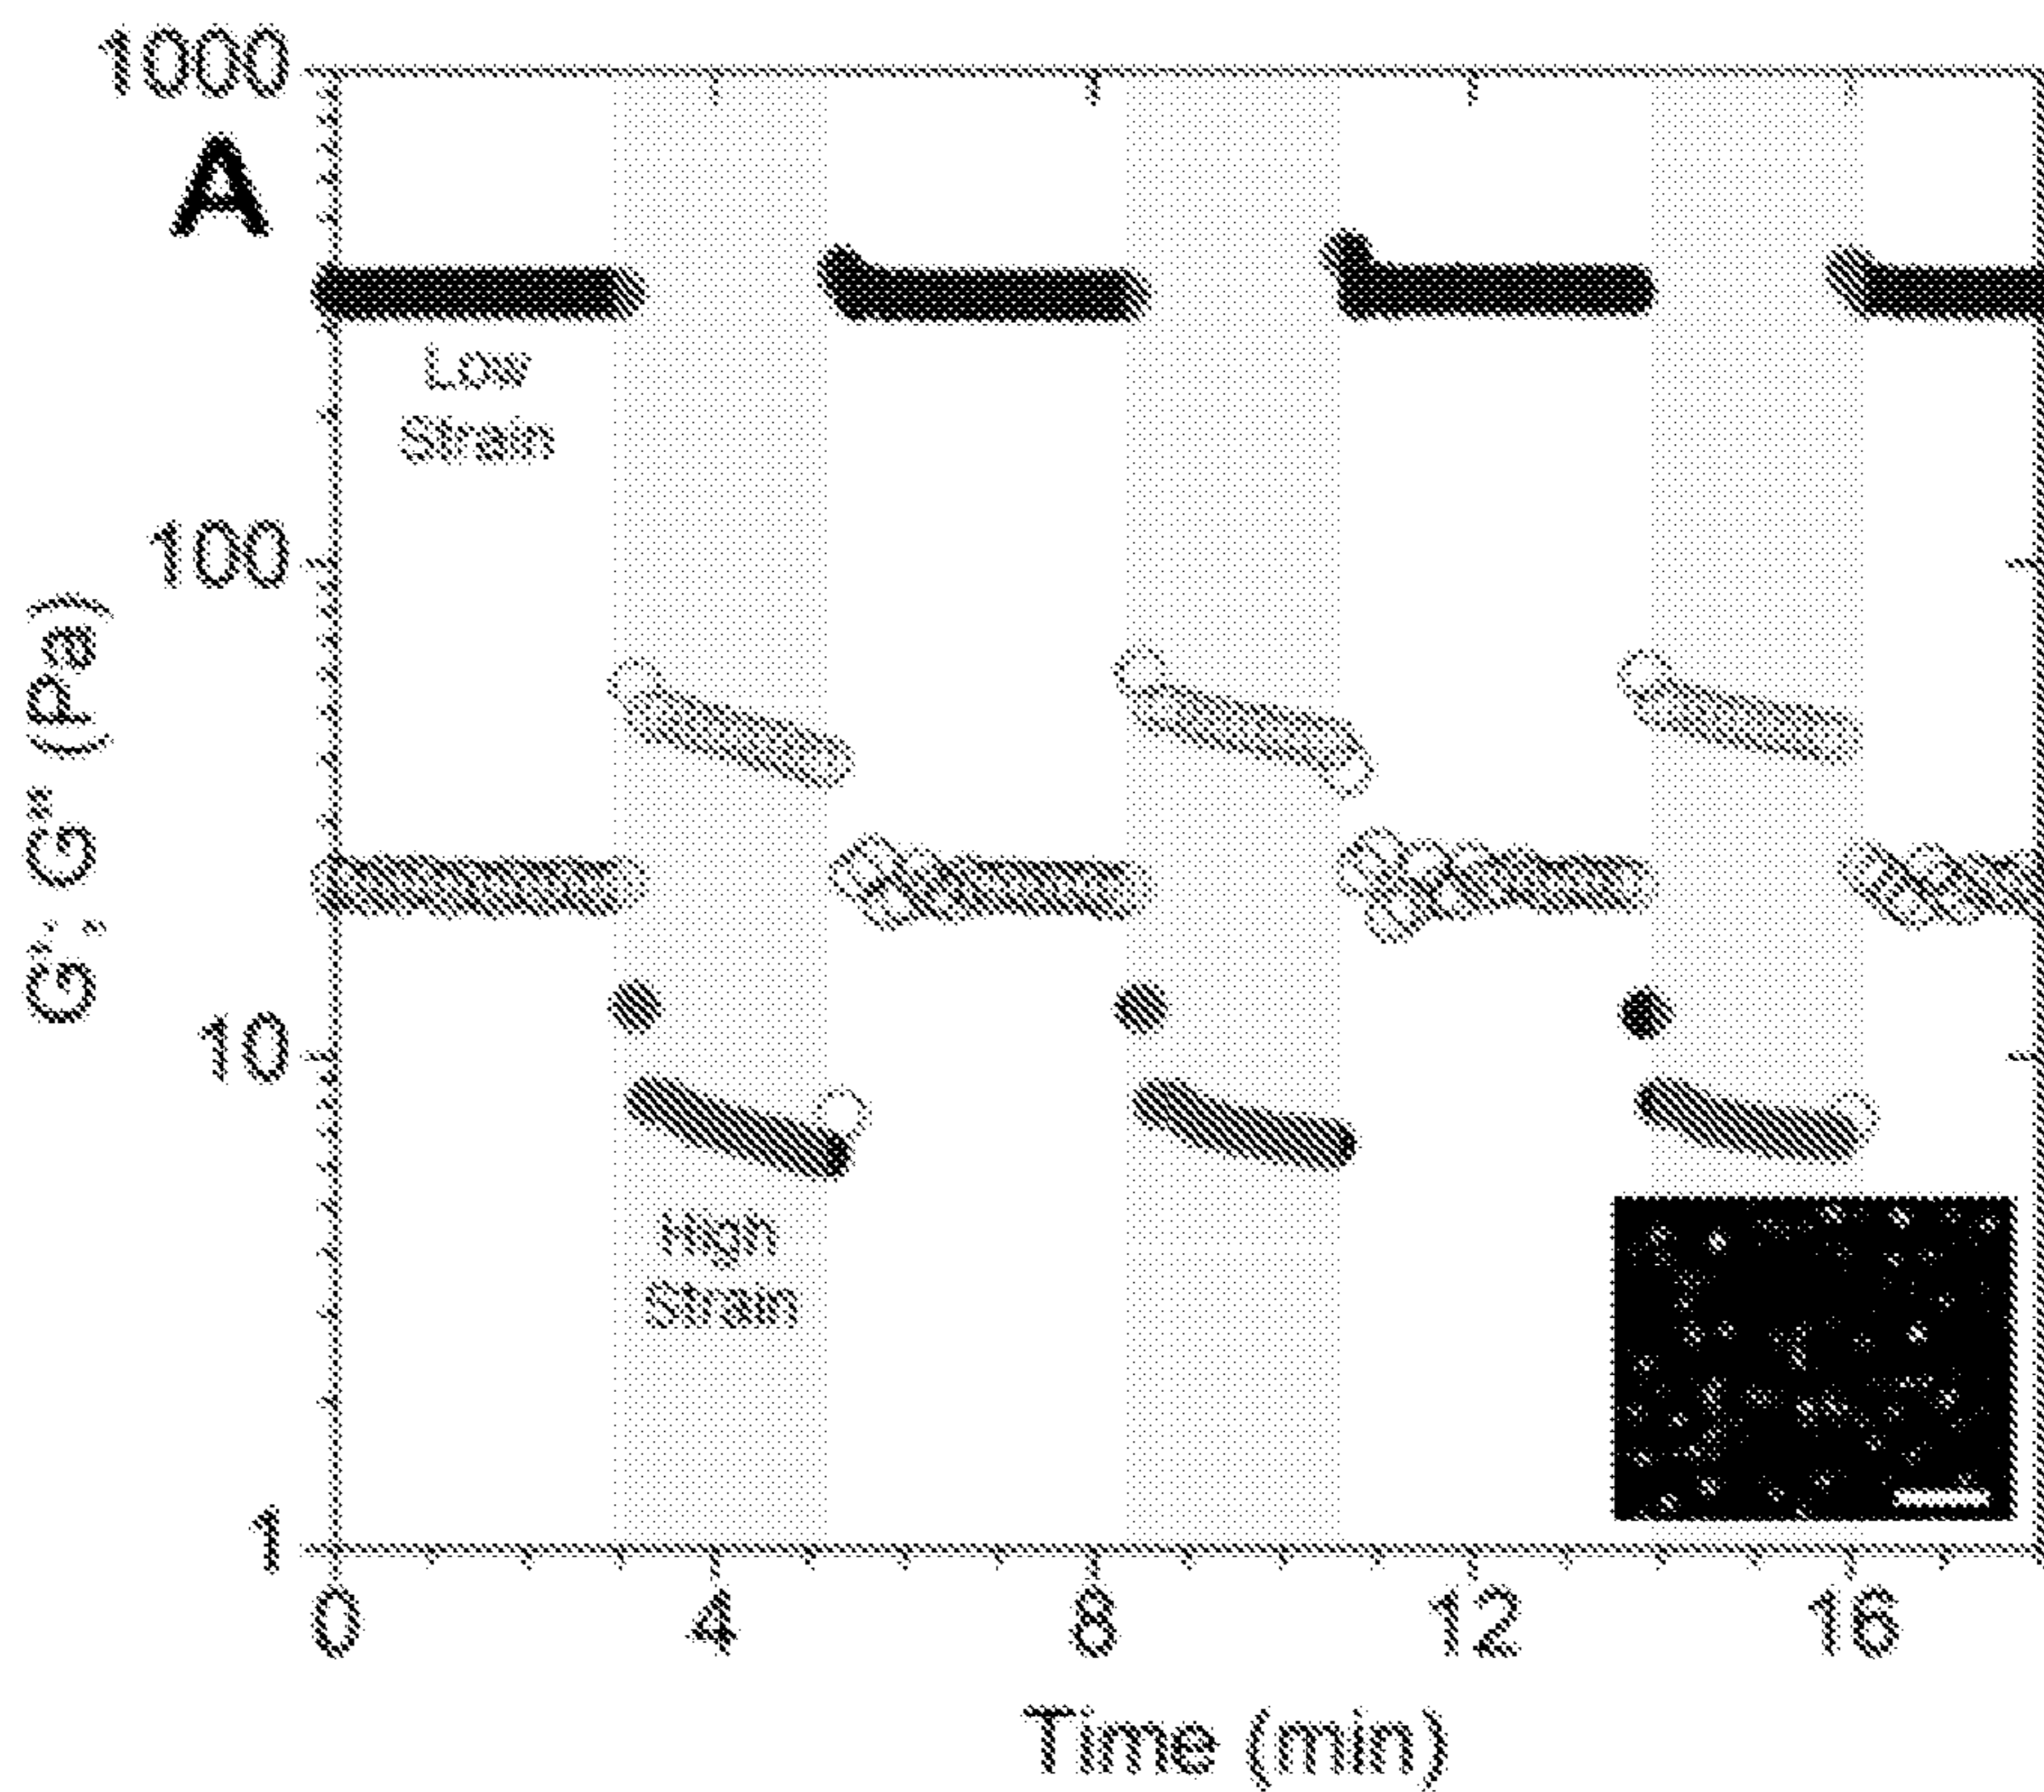 1000
A
Low
Strain
100
G'; G" (Pa)
10
High
Strain
1
0 4 8 12 16
Time (min)